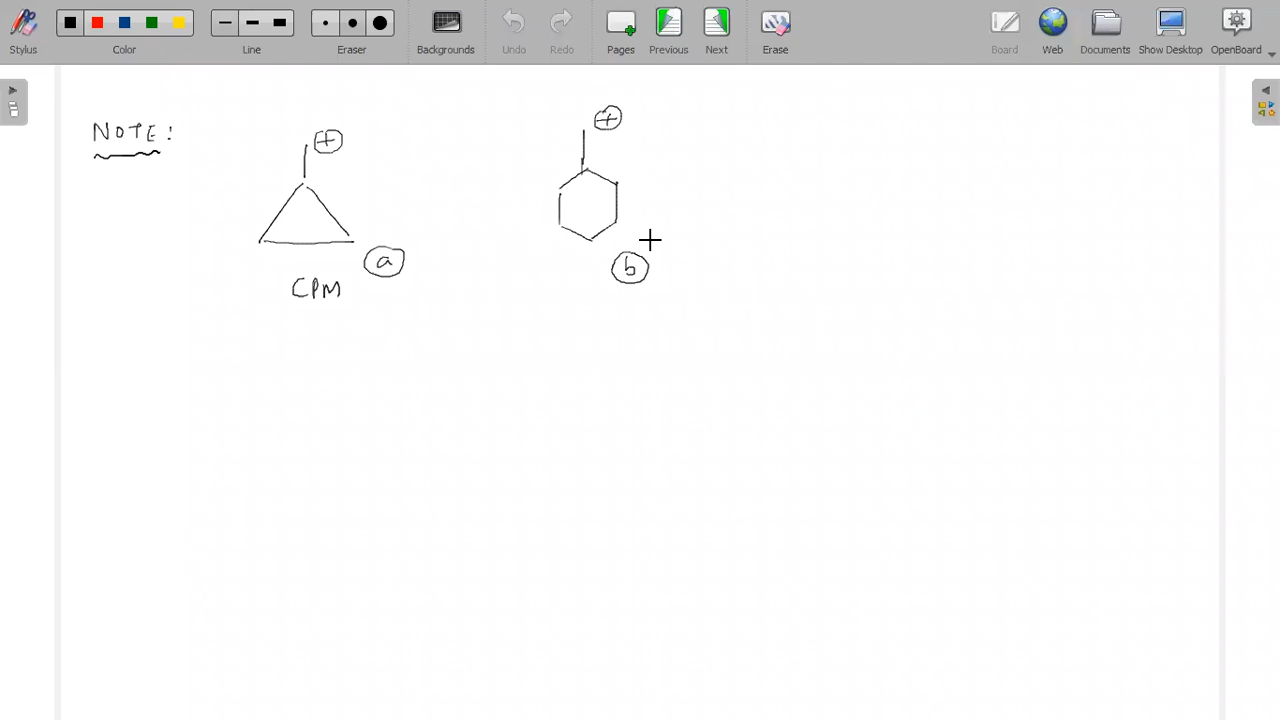 Stylus
Color
Line
Eraser
Backgrounds
Undo
Redo
Pages
Previous
Next
Erase
Board
Web
Documents
Show Desktop
OpenBoard
NOTE:
+
+
a
b
CPM